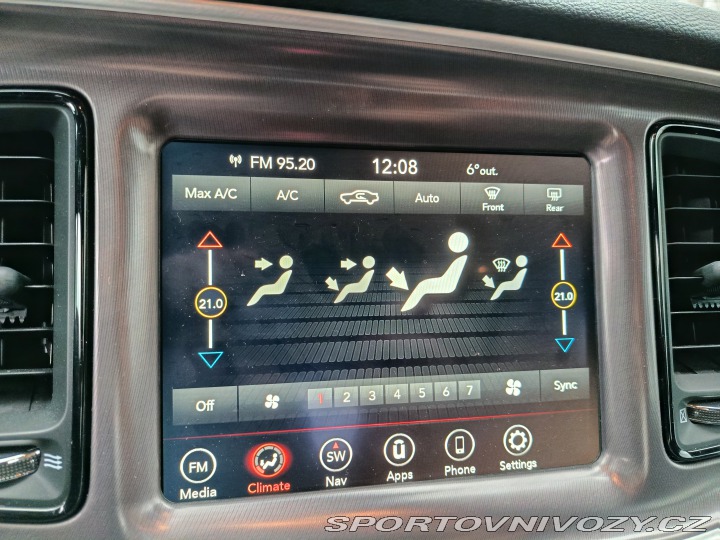 FM 95.20 12:08 6°out.
Max A/C A/C Auto Front Rear
21.0 21.0
Off 1 2 3 4 5 6 7 Sync
FM SW
Media Climate Nav Apps Phone Settings
SPORTOVNIVOZY.CZ